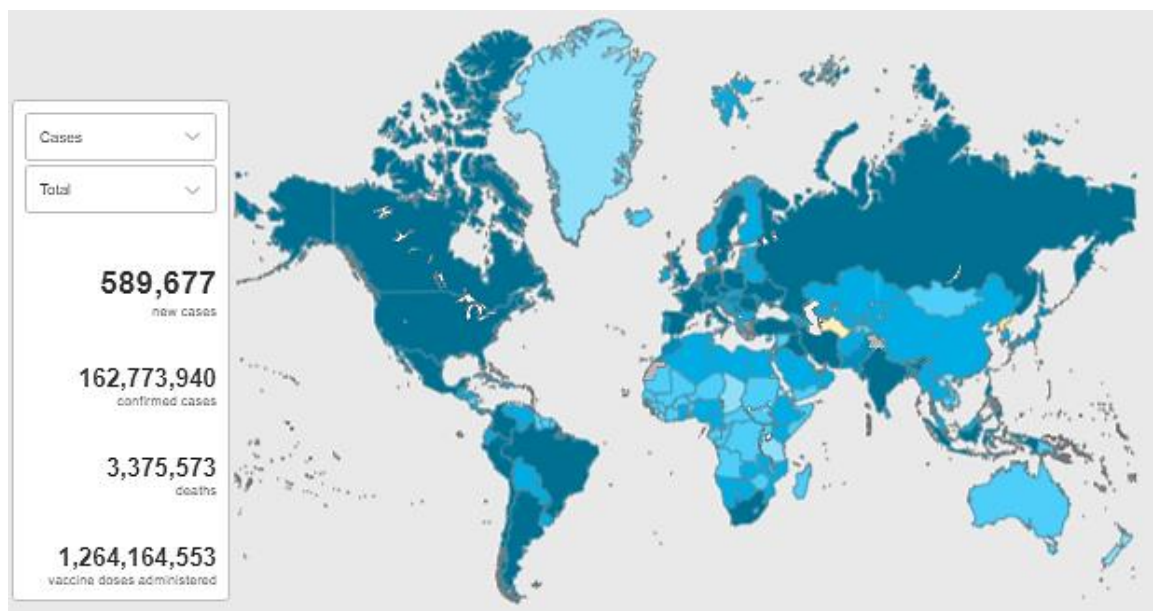 Cases
Total
589,677
new cases
162,773,940
confirmed cases
3,375,573
deaths
1,264,164,553
vaccine doses administered